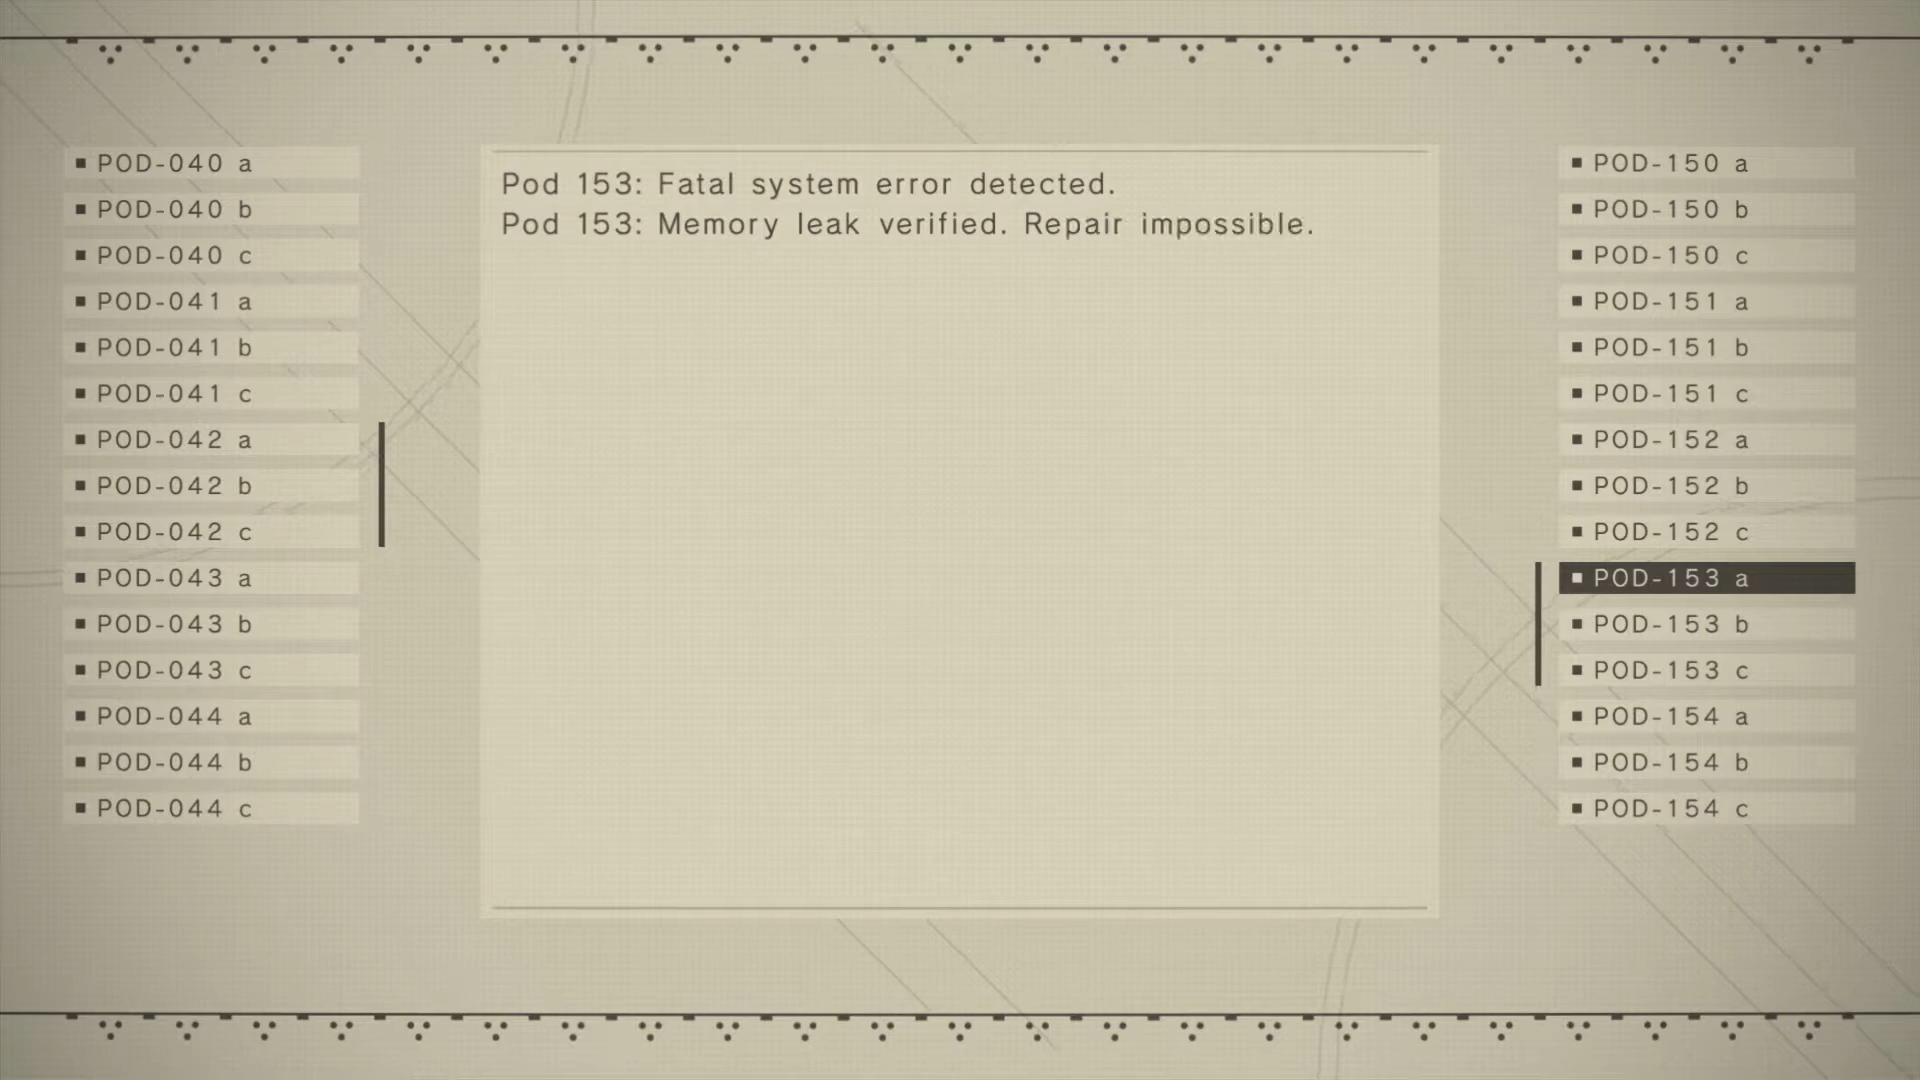 POD-040 a
POD-040 b
POD-040 c
POD-041 a
POD-041 b
POD-041 c
POD-042 a
POD-042 b
POD-042 c
POD-043 a
POD-043 b
POD-043 c
POD-044 a
POD-044 b
POD-044 c
Pod 153: Fatal system error detected.
Pod 153: Memory leak verified. Repair impossible.
POD-150 a
POD-150 b
POD-150 c
POD-151 a
POD-151 b
POD-151 c
POD-152 a
POD-152 b
POD-152 c
POD-153 a
POD-153 b
POD-153 c
POD-154 a
POD-154 b
POD-154 c